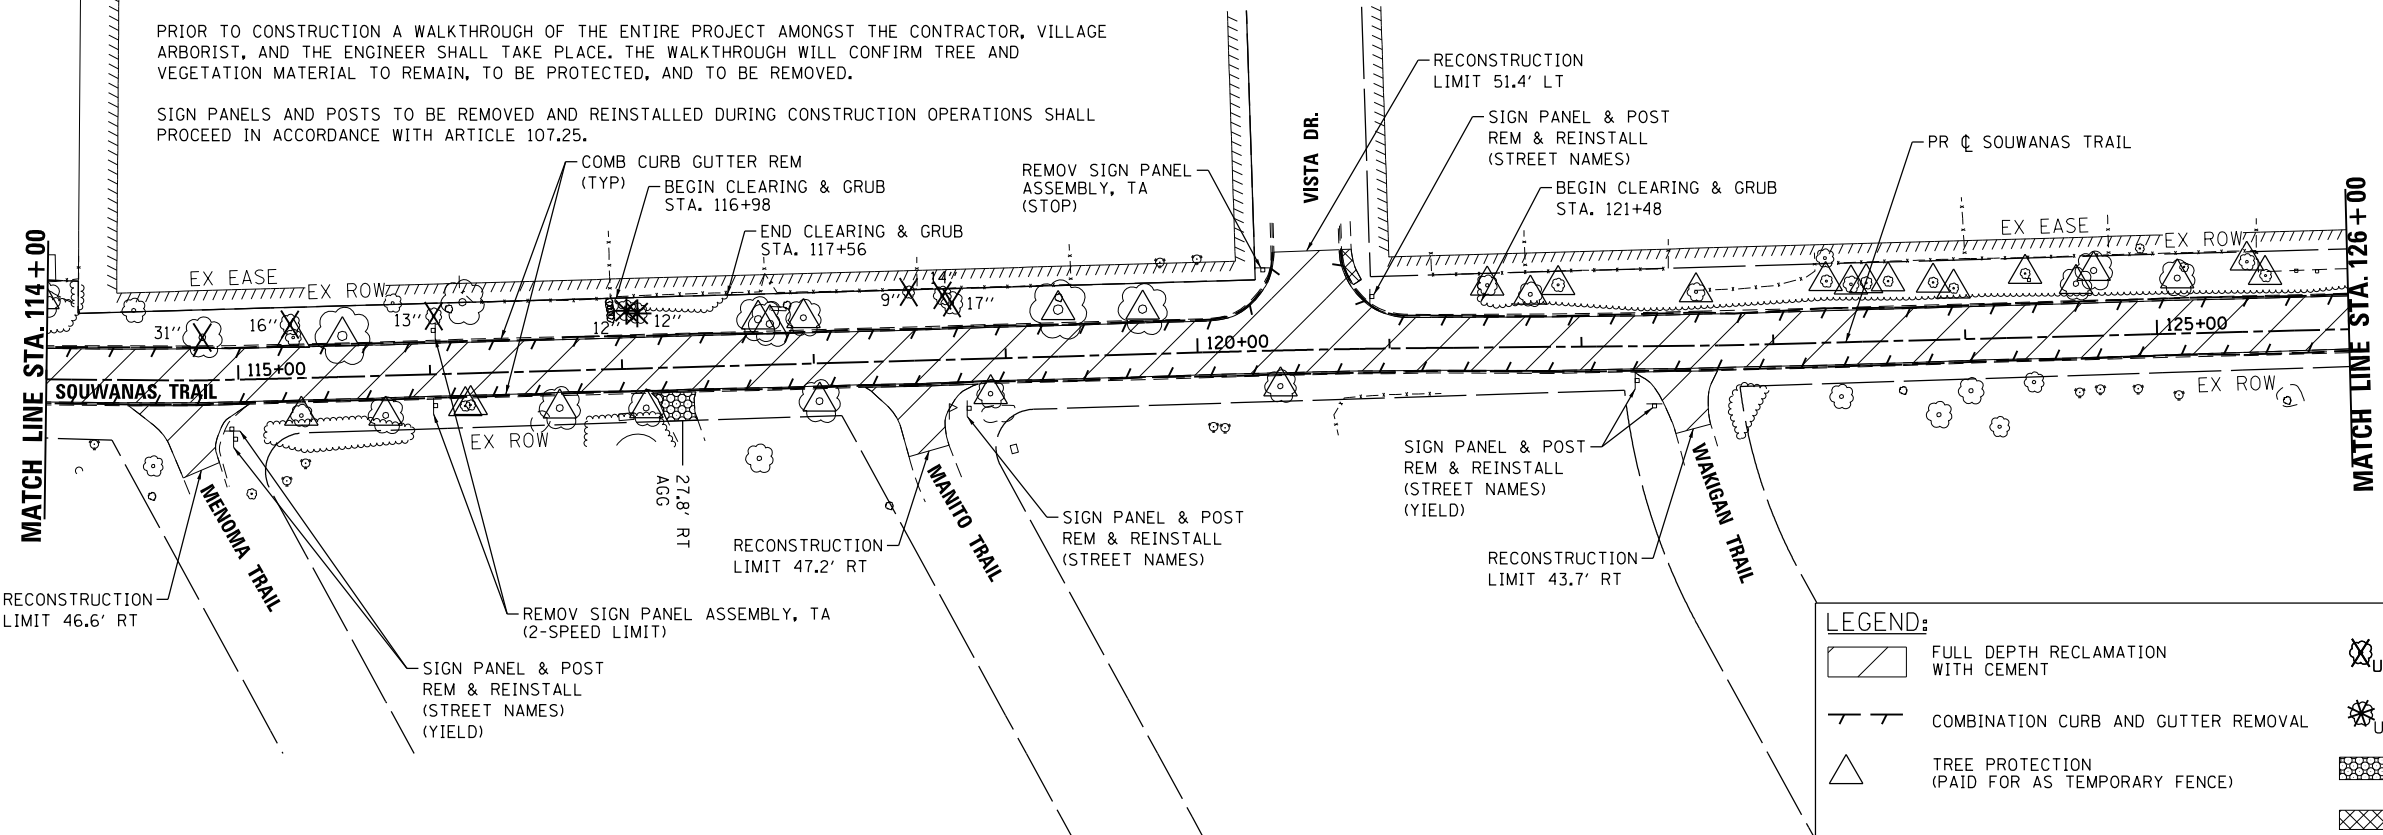 PRIOR TO CONSTRUCTION A WALKTHROUGH OF THE ENTIRE PROJECT AMONGST THE CONTRACTOR, VILLAGE
ARBORIST, AND THE ENGINEER SHALL TAKE PLACE. THE WALKTHROUGH WILL CONFIRM TREE AND
VEGETATION MATERIAL TO REMAIN, TO BE PROTECTED, AND TO BE REMOVED.
SIGN PANELS AND POSTS TO BE REMOVED AND REINSTALLED DURING CONSTRUCTION OPERATIONS SHALL
PROCEED IN ACCORDANCE WITH ARTICLE 107.25.
COMB CURB GUTTER REM
(TYP)
BEGIN CLEARING & GRUB
STA. 116+98
END CLEARING & GRUB
STA. 117+56
REMOV SIGN PANEL
ASSEMBLY, TA
(STOP)
VISTA DR.
RECONSTRUCTION
LIMIT 51.4' LT
SIGN PANEL & POST
REM & REINSTALL
(STREET NAMES)
BEGIN CLEARING & GRUB
STA. 121+48
PR ℄ SOUWANAS TRAIL
MATCH LINE STA. 114+00
MATCH LINE STA. 126+00
EX EASE
EX ROW
EX EASE
EX ROW
31''
16''
13''
12''
12''
9''
4''
17''
9''
115+00
120+00
125+00
SOUWANAS TRAIL
EX ROW
EX ROW
27.8' RT
AGG
MENOMA TRAIL
MANITO TRAIL
WAKIGAN TRAIL
RECONSTRUCTION
LIMIT 46.6' RT
SIGN PANEL & POST
REM & REINSTALL
(STREET NAMES)
(YIELD)
REMOV SIGN PANEL ASSEMBLY, TA
(2-SPEED LIMIT)
RECONSTRUCTION
LIMIT 47.2' RT
SIGN PANEL & POST
REM & REINSTALL
(STREET NAMES)
SIGN PANEL & POST
REM & REINSTALL
(STREET NAMES)
(YIELD)
RECONSTRUCTION
LIMIT 43.7' RT
LEGEND:
FULL DEPTH RECLAMATION
WITH CEMENT
COMBINATION CURB AND GUTTER REMOVAL
TREE PROTECTION
(PAID FOR AS TEMPORARY FENCE)